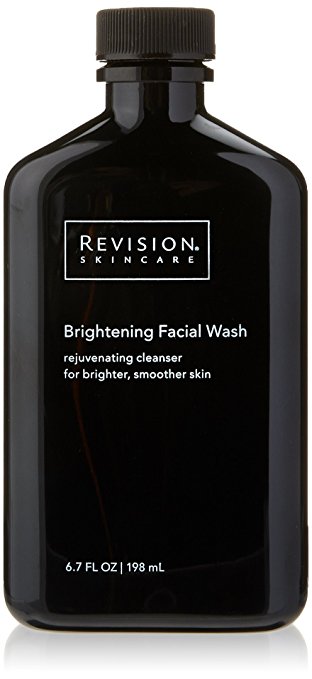 REVISION®
SKINCARE
Brightening Facial Wash
rejuvenating cleanser
for brighter, smoother skin
6.7 FL OZ | 198 mL